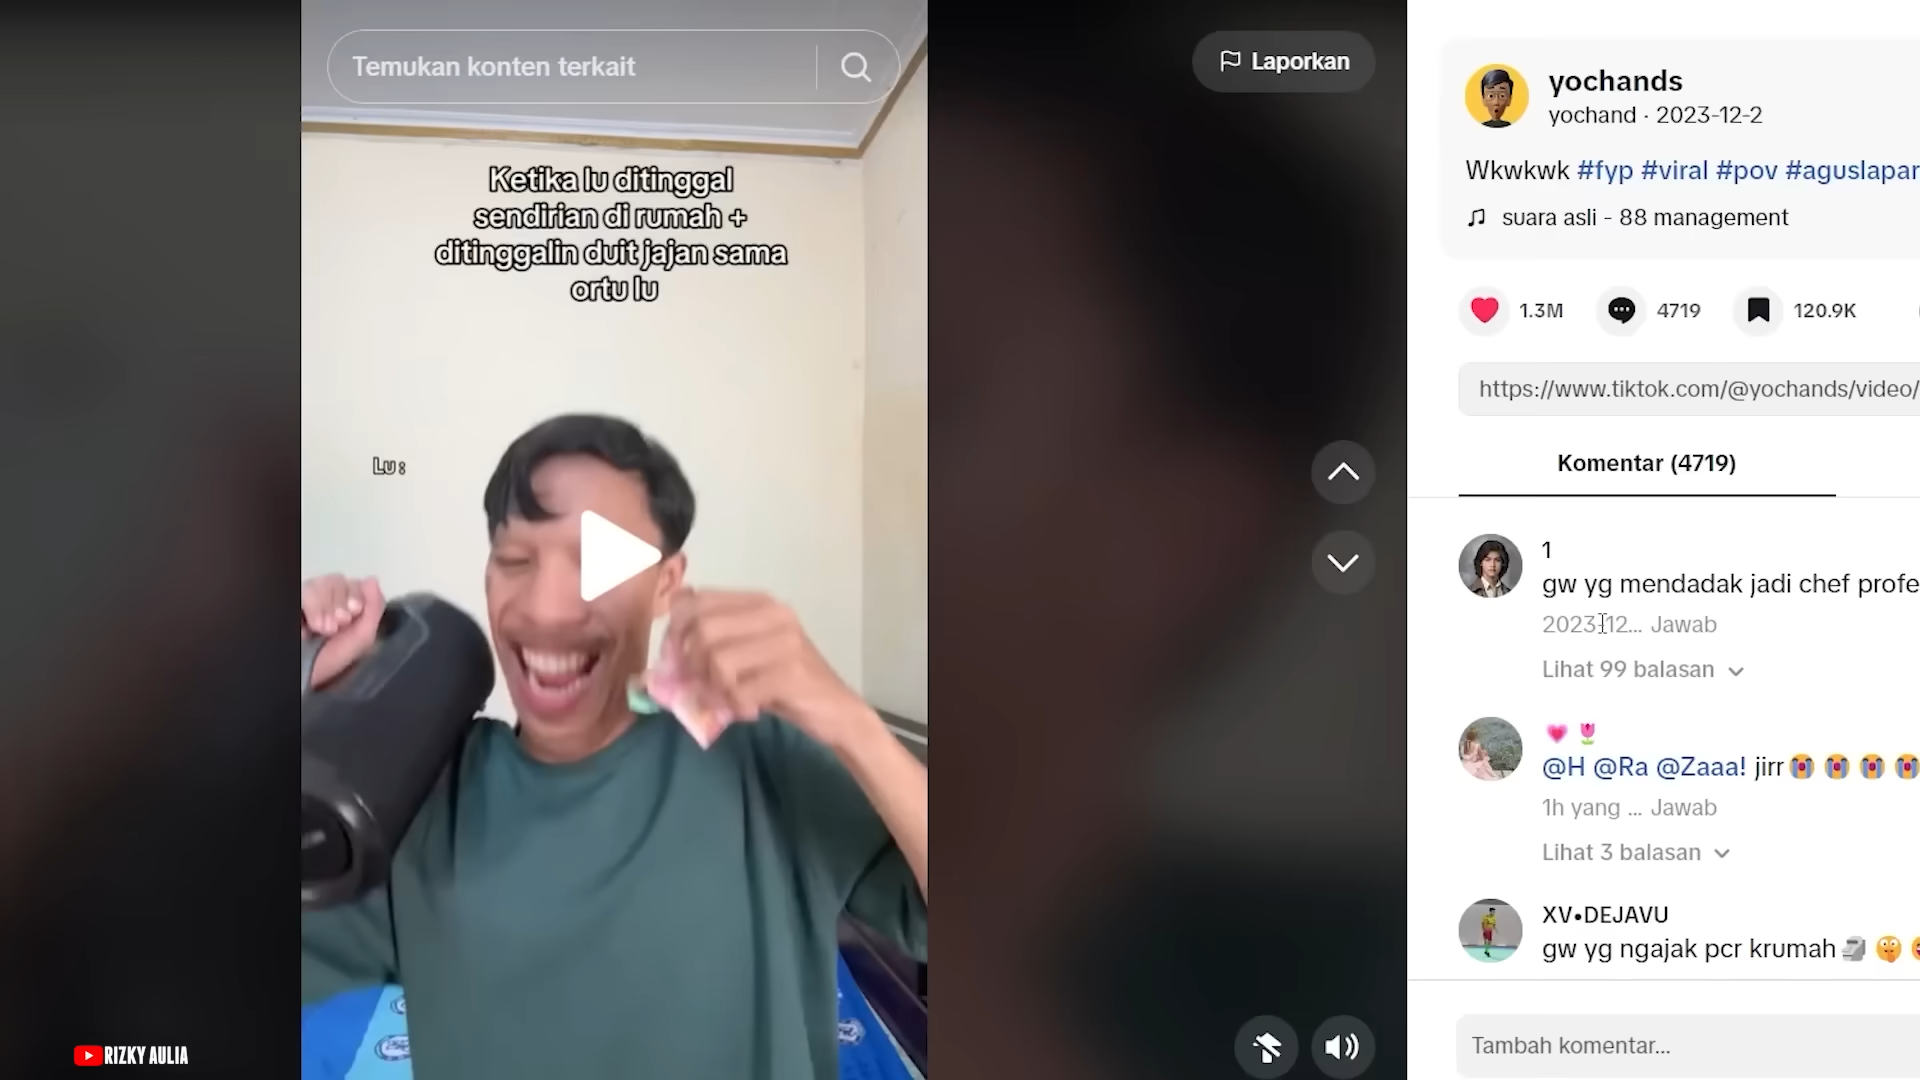 Temukan konten terkait
Laporkan
Ketika lu ditinggal
sendirian di rumah +
ditinggalin duit jajan sama
ortu lu
Lu :
RIZKY AULIA
yochands
yochand · 2023-12-2
Wkwkwk #fyp #viral #pov #aguslapar
suara asli - 88 management
1.3M
4719
120.9K
https://www.tiktok.com/@yochands/video/
Komentar (4719)
1
gw yg mendadak jadi chef profe
2023-12... Jawab
Lihat 99 balasan
💗🌷
@H @Ra @Zaaa! jirr😭😭😭😭
1h yang ... Jawab
Lihat 3 balasan
XV•DEJAVU
gw yg ngajak pcr krumah🗿🤫
Tambah komentar...